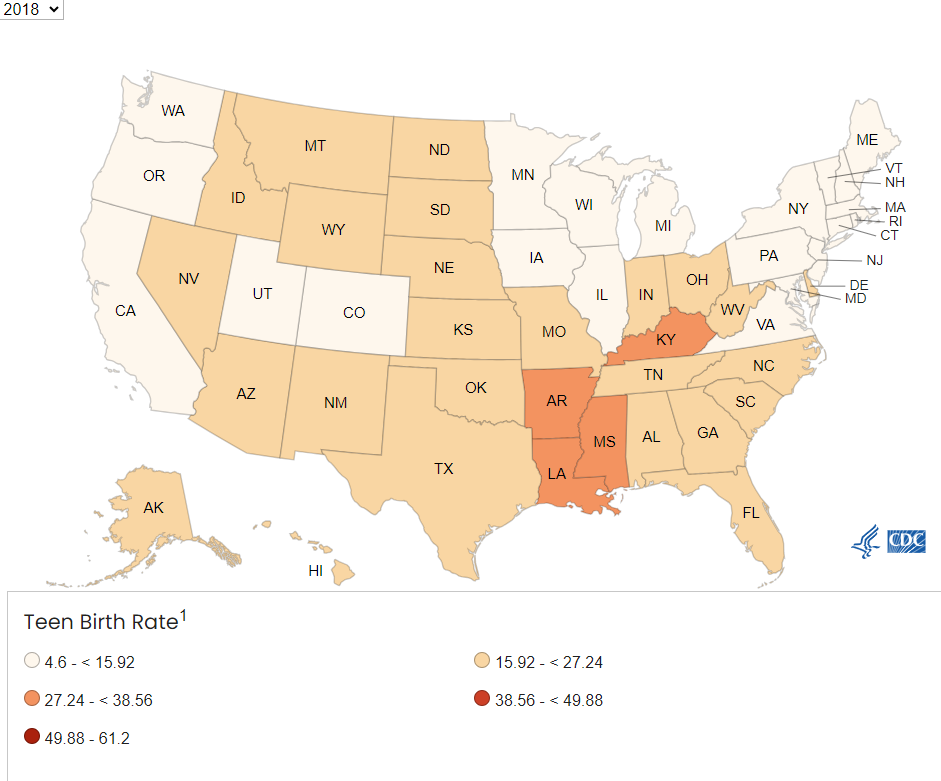 2018
WA
MT
ND
MN
ME
OR
ID
WY
SD
WI
MI
NY
VT
NH
MA
RI
CT
NV
UT
CO
NE
IA
IL
IN
OH
PA
NJ
DE
MD
CA
KS
MO
KY
WV
VA
AZ
NM
OK
AR
TN
NC
SC
TX
LA
MS
AL
GA
FL
AK
HI
CDC
Teen Birth Rate1
4.6 - < 15.92
15.92 - < 27.24
27.24 - < 38.56
38.56 - < 49.88
49.88 - 61.2